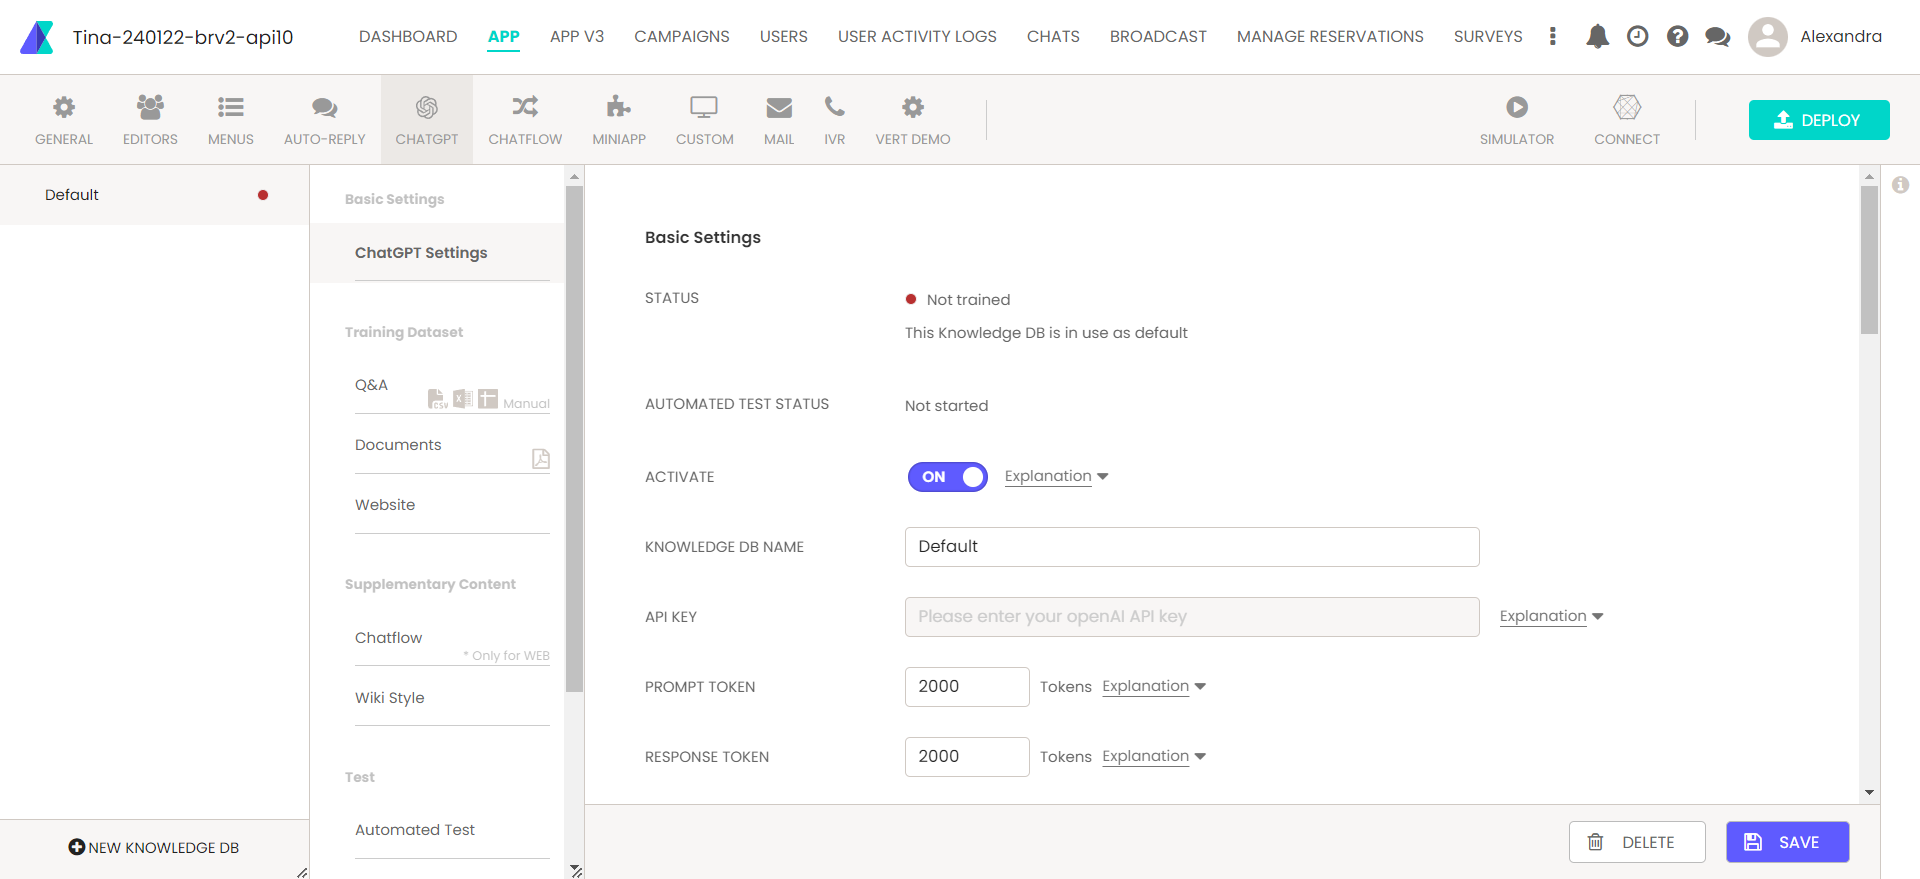 Tina-240122-brv2-api10
DASHBOARD APP APP V3 CAMPAIGNS USERS USER ACTIVITY LOGS CHATS BROADCAST MANAGE RESERVATIONS SURVEYS Alexandra
GENERAL EDITORS MENUS AUTO-REPLY CHATGPT CHATFLOW MINIAPP CUSTOM MAIL IVR VERT DEMO SIMULATOR CONNECT DEPLOY
Default
NEW KNOWLEDGE DB
Basic Settings
ChatGPT Settings
Training Dataset
Q&A
CSV X Manual
Documents
Website
Supplementary Content
Chatflow
* Only for WEB
Wiki Style
Test
Automated Test
Basic Settings
STATUS Not trained
This Knowledge DB is in use as default
AUTOMATED TEST STATUS Not started
ACTIVATE ON Explanation
KNOWLEDGE DB NAME Default
API KEY Please enter your openAI API key Explanation
PROMPT TOKEN 2000 Tokens Explanation
RESPONSE TOKEN 2000 Tokens Explanation
DELETE SAVE